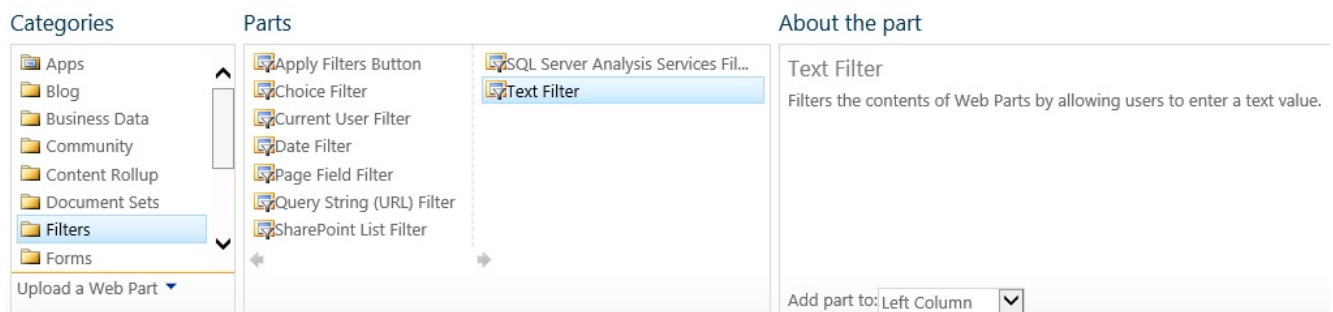 Categories
Apps
Blog
Business Data
Community
Content Rollup
Document Sets
Filters
Forms
Upload a Web Part
Parts
Apply Filters Button
Choice Filter
Current User Filter
Date Filter
Page Field Filter
Query String (URL) Filter
SharePoint List Filter
SQL Server Analysis Services Fil...
Text Filter
About the part
Text Filter
Filters the contents of Web Parts by allowing users to enter a text value.
Add part to: Left Column